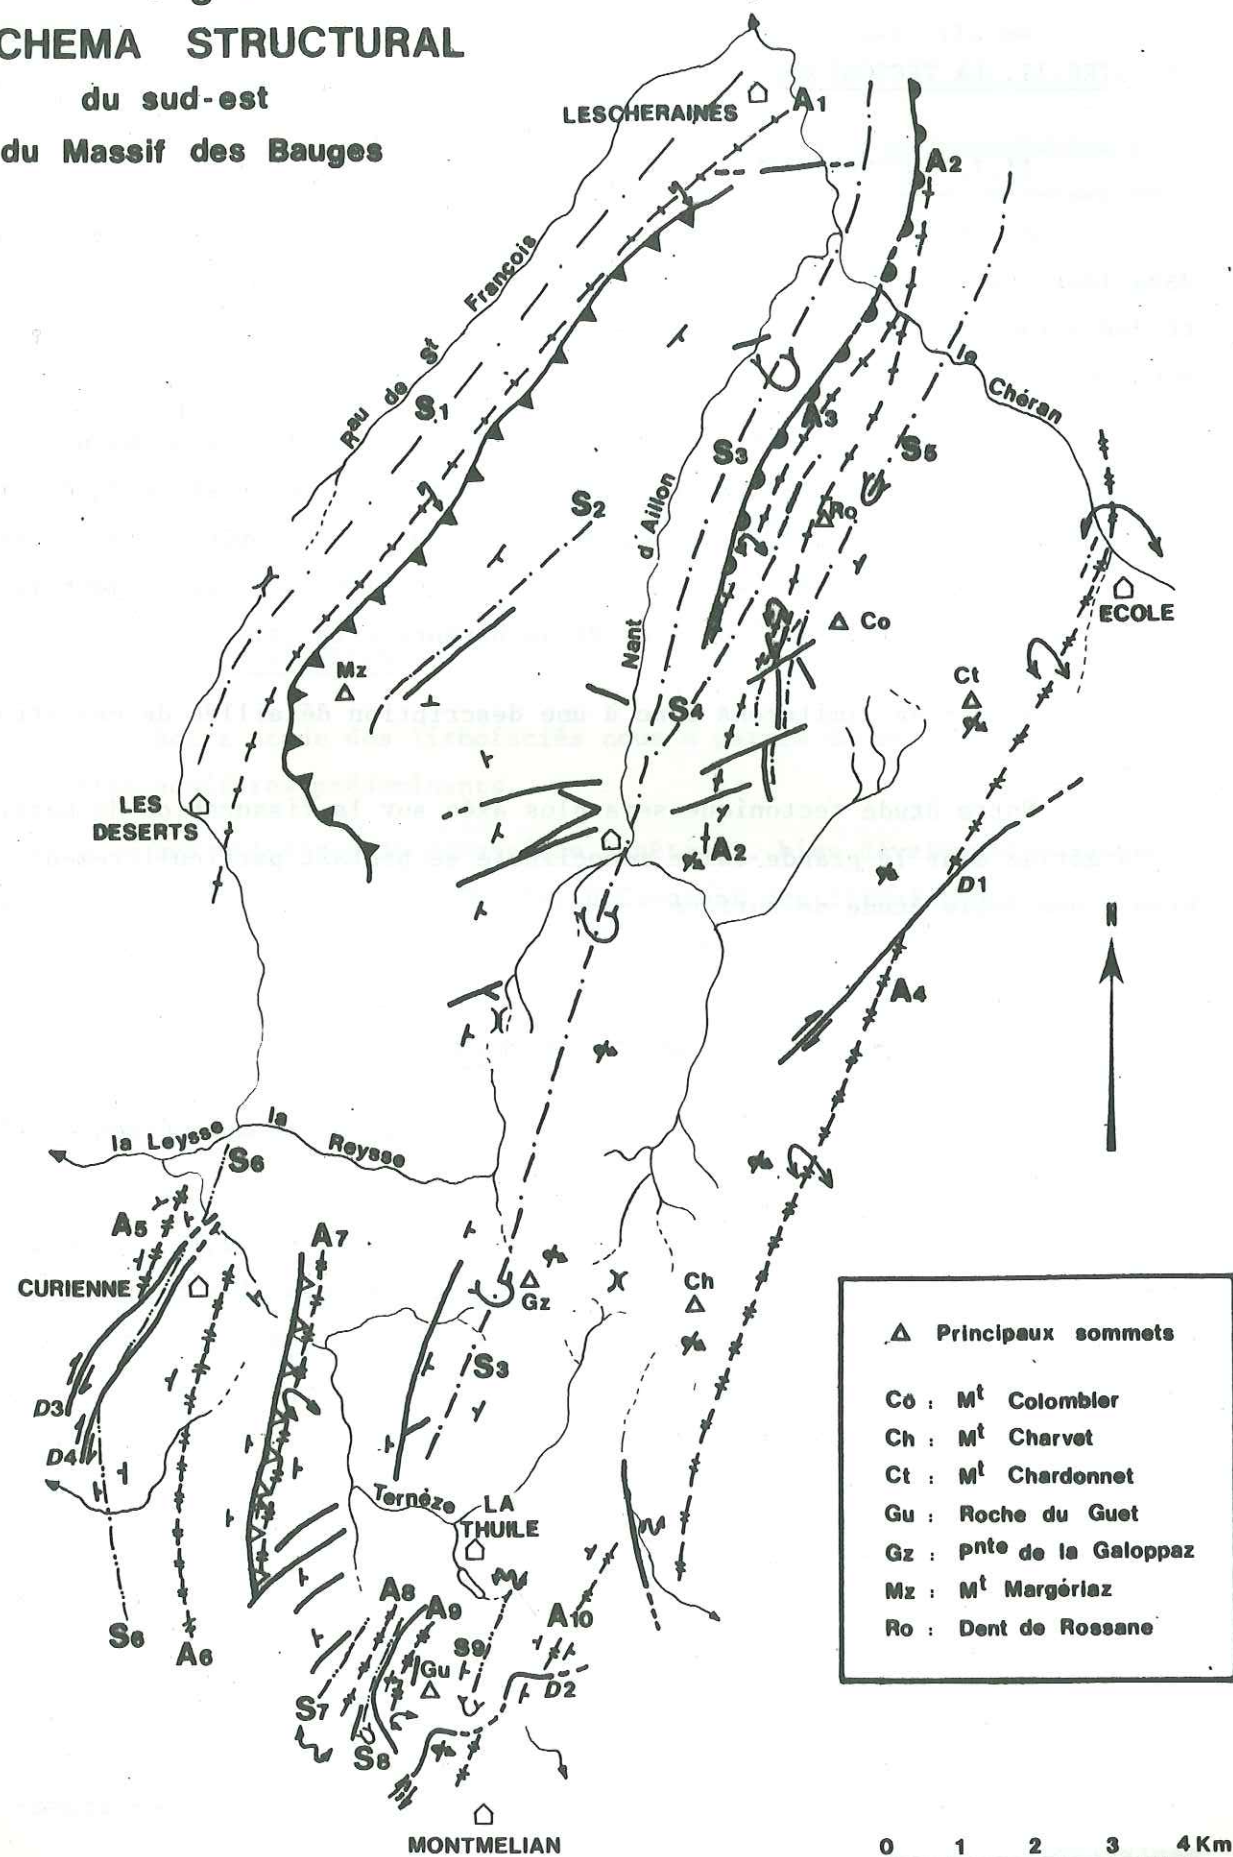 CHEMA STRUCTURAL
du sud-est
du Massif des Bauges
LESCHERAINES
A1
A2
Rau de St François
le Chéran
S1
A3
S3
S5
S2
Nant d'Aillon
Ro
ECOLE
Co
Mz
Ct
S4
LES
DESERTS
A2
D1
N
A4
la Leysse
la Reysse
S6
A5
A7
CURIENNE
Gz
Ch
S3
D3
D4
Ternèze
LA
THUILE
S6
A6
A8
A9
A10
S9
Gu
D2
S7
S8
MONTMELIAN
Principaux sommets
Co : Mt Colombier
Ch : Mt Charvet
Ct : Mt Chardonnet
Gu : Roche du Guet
Gz : Pnte de la Galoppaz
Mz : Mt Margériaz
Ro : Dent de Rossane
0 1 2 3 4 Km